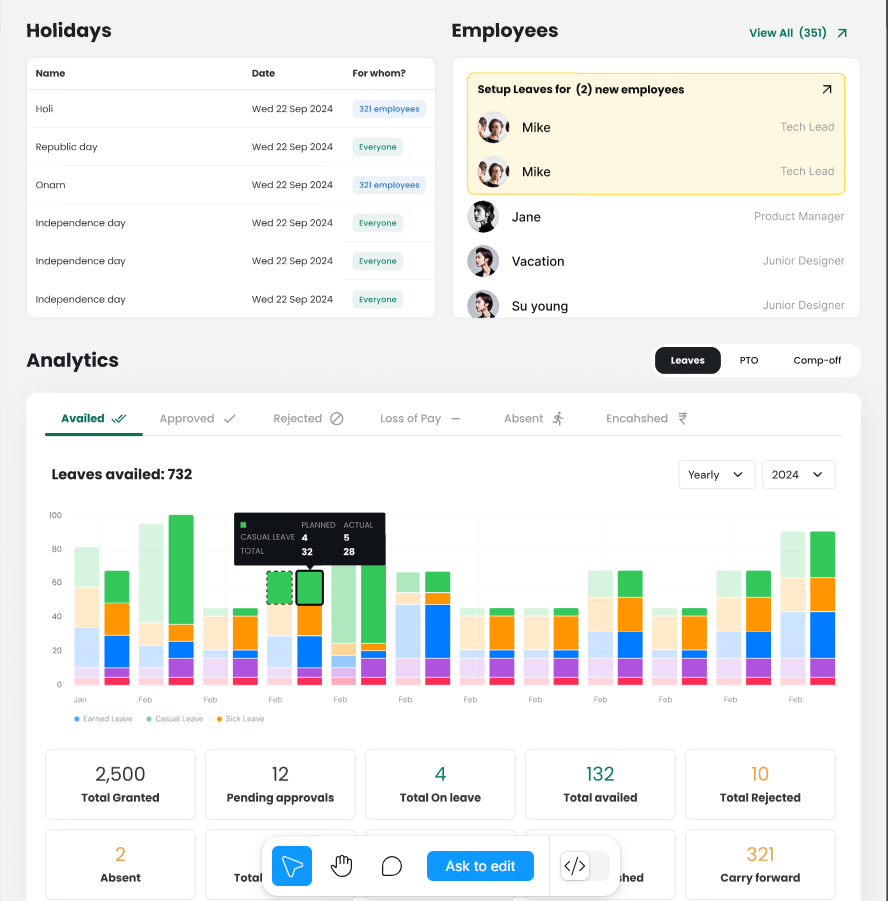 Holidays
Name Date For whom?
Holi Wed 22 Sep 2024 321 employees
Republic day Wed 22 Sep 2024 Everyone
Onam Wed 22 Sep 2024 321 employees
Independence day Wed 22 Sep 2024 Everyone
Independence day Wed 22 Sep 2024 Everyone
Independence day Wed 22 Sep 2024 Everyone
Employees View All (351)
Setup Leaves for (2) new employees
Mike Tech Lead
Mike Tech Lead
Jane Product Manager
Vacation Junior Designer
Su young Junior Designer
Analytics Leaves PTO Comp-off
Availed Approved Rejected Loss of Pay Absent Encahshed ₹
Leaves availed: 732 Yearly 2024
PLANNED ACTUAL
CASUAL LEAVE 4 5
TOTAL 32 28
100
80
60
40
20
0
Jan Feb Feb Feb Feb Feb Feb Feb Feb Feb Feb Feb
Earned Leave Casual Leave Sick Leave
2,500 12 4 132 10
Total Granted Pending approvals Total On leave Total availed Total Rejected
2 321
Absent Carry forward
Ask to edit </>